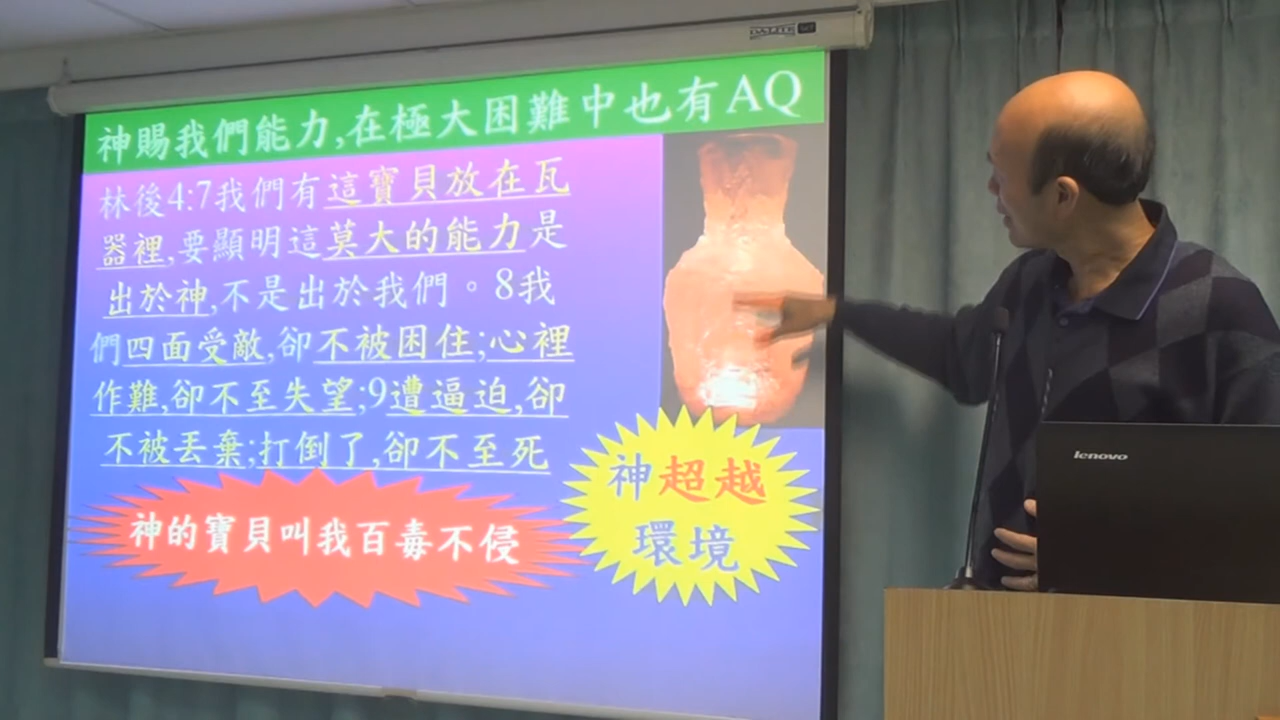 DA-LITE
神賜我們能力,在極大困難中也有AQ
林後4:7我們有這寶貝放在瓦
器裡,要顯明這莫大的能力是
出於神,不是出於我們。8我
們四面受敵,卻不被困住;心裡
作難,卻不至失望;9遭逼迫,卻
不被丟棄;打倒了,卻不至死
神的寶貝叫我百毒不侵
神超越
環境
lenovo